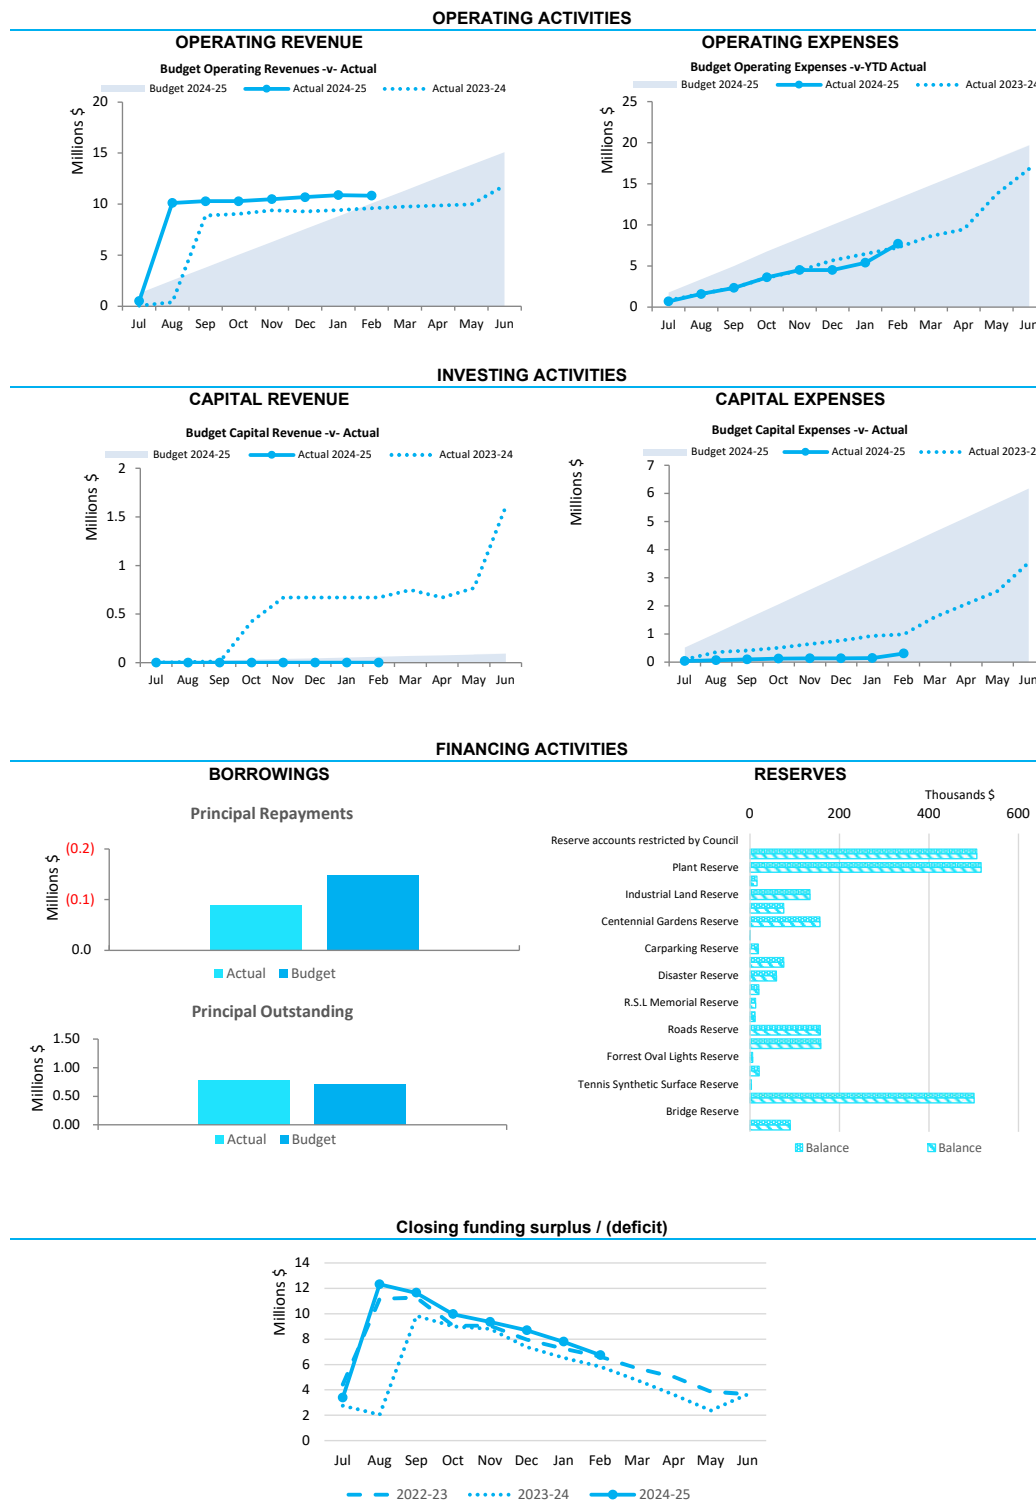 OPERATING ACTIVITIES
OPERATING REVENUE
Budget Operating Revenues -v- Actual
Budget 2024-25 Actual 2024-25 Actual 2023-24
Millions $
20
15
10
5
0
Jul Aug Sep Oct Nov Dec Jan Feb Mar Apr May Jun
OPERATING EXPENSES
Budget Operating Expenses -v-YTD Actual
Budget 2024-25 Actual 2024-25 Actual 2023-24
Millions $
25
20
15
10
5
0
Jul Aug Sep Oct Nov Dec Jan Feb Mar Apr May Jun
INVESTING ACTIVITIES
CAPITAL REVENUE
Budget Capital Revenue -v- Actual
Budget 2024-25 Actual 2024-25 Actual 2023-24
Millions $
2
1.5
1
0.5
0
Jul Aug Sep Oct Nov Dec Jan Feb Mar Apr May Jun
CAPITAL EXPENSES
Budget Capital Expenses -v- Actual
Budget 2024-25 Actual 2024-25 Actual 2023-2
Millions $
7
6
5
4
3
2
1
0
Jul Aug Sep Oct Nov Dec Jan Feb Mar Apr May Jun
FINANCING ACTIVITIES
BORROWINGS
Principal Repayments
Millions $
(0.2)
(0.1)
0.0
Actual Budget
Principal Outstanding
Millions $
1.50
1.00
0.50
0.00
Actual Budget
RESERVES
Thousands $
0 200 400 600
Reserve accounts restricted by Council
Plant Reserve
Industrial Land Reserve
Centennial Gardens Reserve
Carparking Reserve
Disaster Reserve
R.S.L Memorial Reserve
Roads Reserve
Forrest Oval Lights Reserve
Tennis Synthetic Surface Reserve
Bridge Reserve
Balance Balance
Closing funding surplus / (deficit)
Millions $
14
12
10
8
6
4
2
0
Jul Aug Sep Oct Nov Dec Jan Feb Mar Apr May Jun
2022-23 2023-24 2024-25